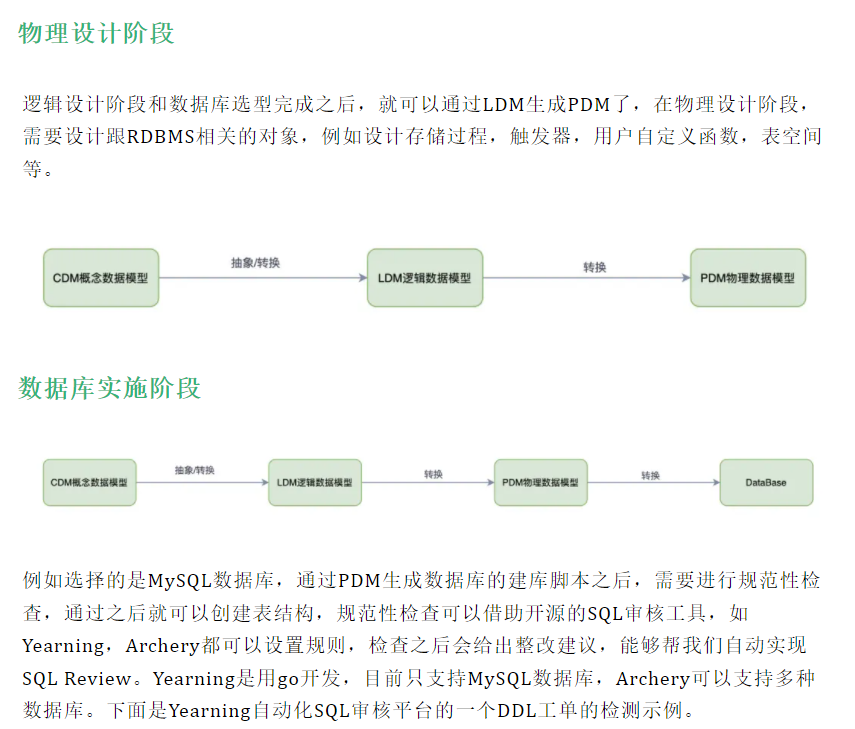 物理设计阶段
逻辑设计阶段和数据库选型完成之后，就可以通过LDM生成PDM了，在物理设计阶段，
需要设计跟RDBMS相关的对象，例如设计存储过程，触发器，用户自定义函数，表空间
等。
CDM概念数据模型
抽象/转换
LDM逻辑数据模型
转换
PDM物理数据模型
数据库实施阶段
CDM概念数据模型
抽象/转换
LDM逻辑数据模型
转换
PDM物理数据模型
转换
DataBase
例如选择的是MySQL数据库，通过PDM生成数据库的建库脚本之后，需要进行规范性检
查，通过之后就可以创建表结构，规范性检查可以借助开源的SQL审核工具，如
Yearning，Archery都可以设置规则，检查之后会给出整改建议，能够帮我们自动实现
SQL Review。Yearning是用go开发，目前只支持MySQL数据库，Archery可以支持多种
数据库。下面是Yearning自动化SQL审核平台的一个DDL工单的检测示例。